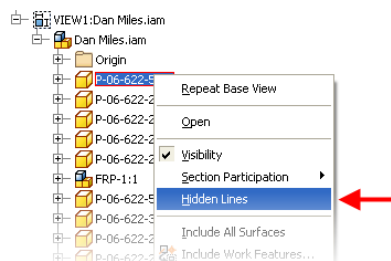 VIEW1:Dan Miles.iam
Dan Miles.iam
Origin
P-06-622-5
P-06-622-2
P-06-622-2
P-06-622-2
P-06-622-2
FRP-1:1
P-06-622-5
P-06-622-3
P-06-622-2
Repeat Base View
Open
Visibility
Section Participation
Hidden Lines
Include All Surfaces
Include Work Features...